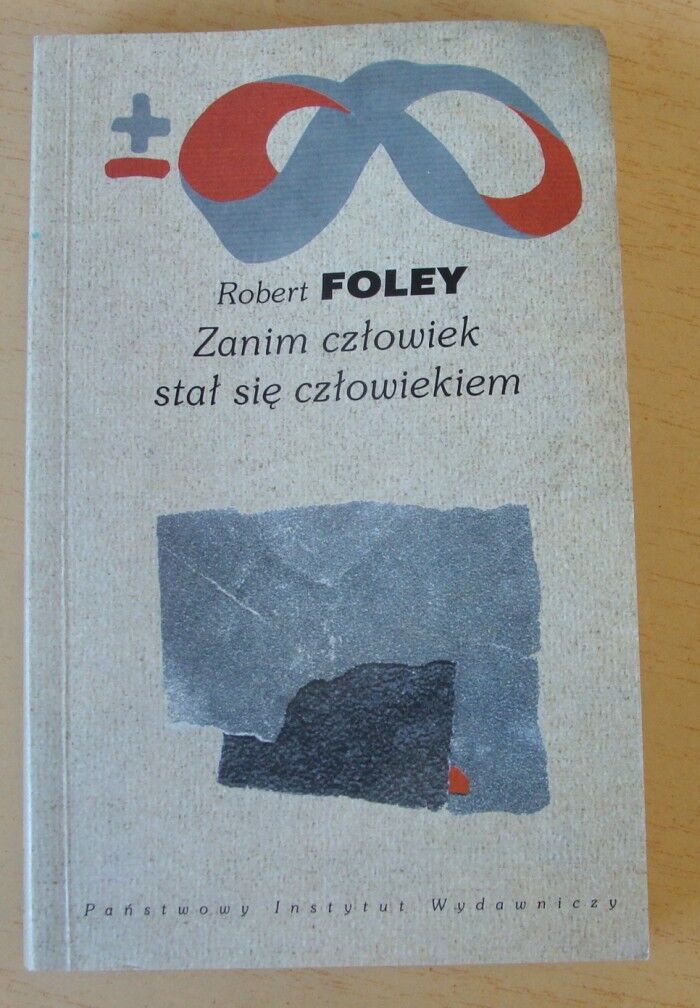 ±∞
Robert FOLEY
Zanim człowiek
stał się człowiekiem
Państwowy Instytut Wydawniczy